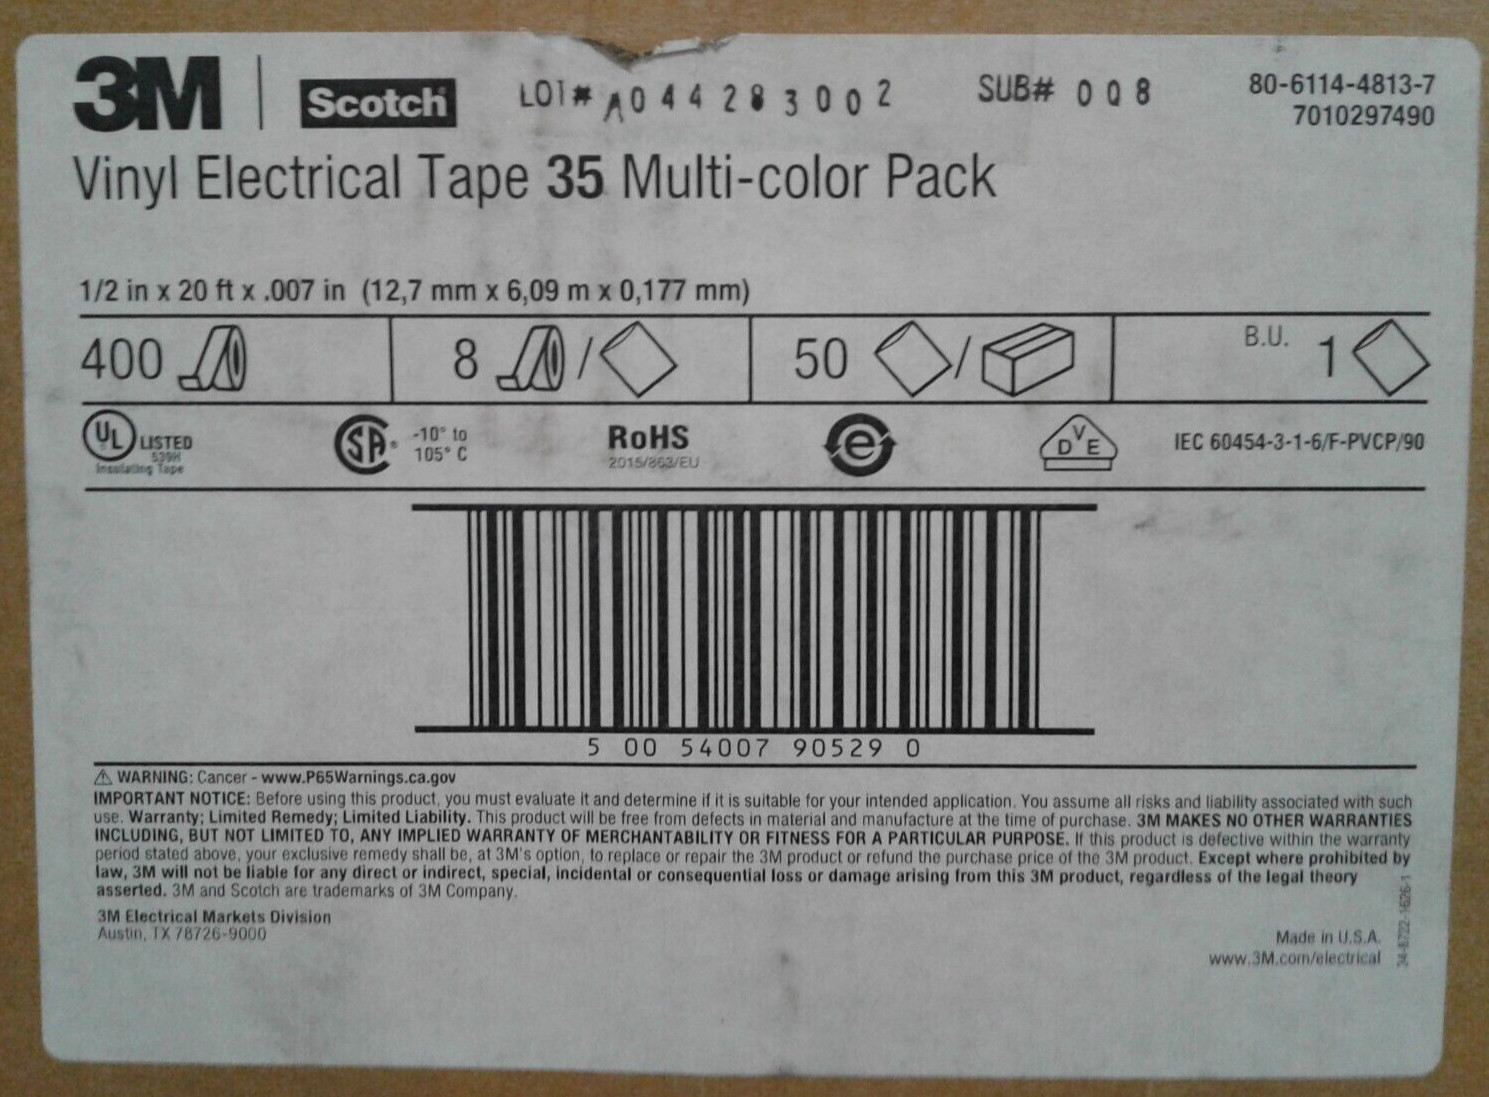 3M Scotch LOT# A044283002 SUB# 008 80-6114-4813-7
7010297490
Vinyl Electrical Tape 35 Multi-color Pack
1/2 in x 20 ft x .007 in (12,7 mm x 6,09 m x 0,177 mm)
400 8 / 50 / B.U. 1
UL LISTED
539H
Insulating Tape
SA -10° to
105° C
RoHS
2015/863/EU
e
DVE
IEC 60454-3-1-6/F-PVCP/90
5 00 54007 90529 0
⚠ WARNING: Cancer - www.P65Warnings.ca.gov
IMPORTANT NOTICE: Before using this product, you must evaluate it and determine if it is suitable for your intended application. You assume all risks and liability associated with such
use. Warranty; Limited Remedy; Limited Liability. This product will be free from defects in material and manufacture at the time of purchase. 3M MAKES NO OTHER WARRANTIES
INCLUDING, BUT NOT LIMITED TO, ANY IMPLIED WARRANTY OF MERCHANTABILITY OR FITNESS FOR A PARTICULAR PURPOSE. If this product is defective within the warranty
period stated above, your exclusive remedy shall be, at 3M's option, to replace or repair the 3M product or refund the purchase price of the 3M product. Except where prohibited by
law, 3M will not be liable for any direct or indirect, special, incidental or consequential loss or damage arising from this 3M product, regardless of the legal theory
asserted. 3M and Scotch are trademarks of 3M Company.
3M Electrical Markets Division
Austin, TX 78726-9000
Made in U.S.A.
www.3M.com/electrical